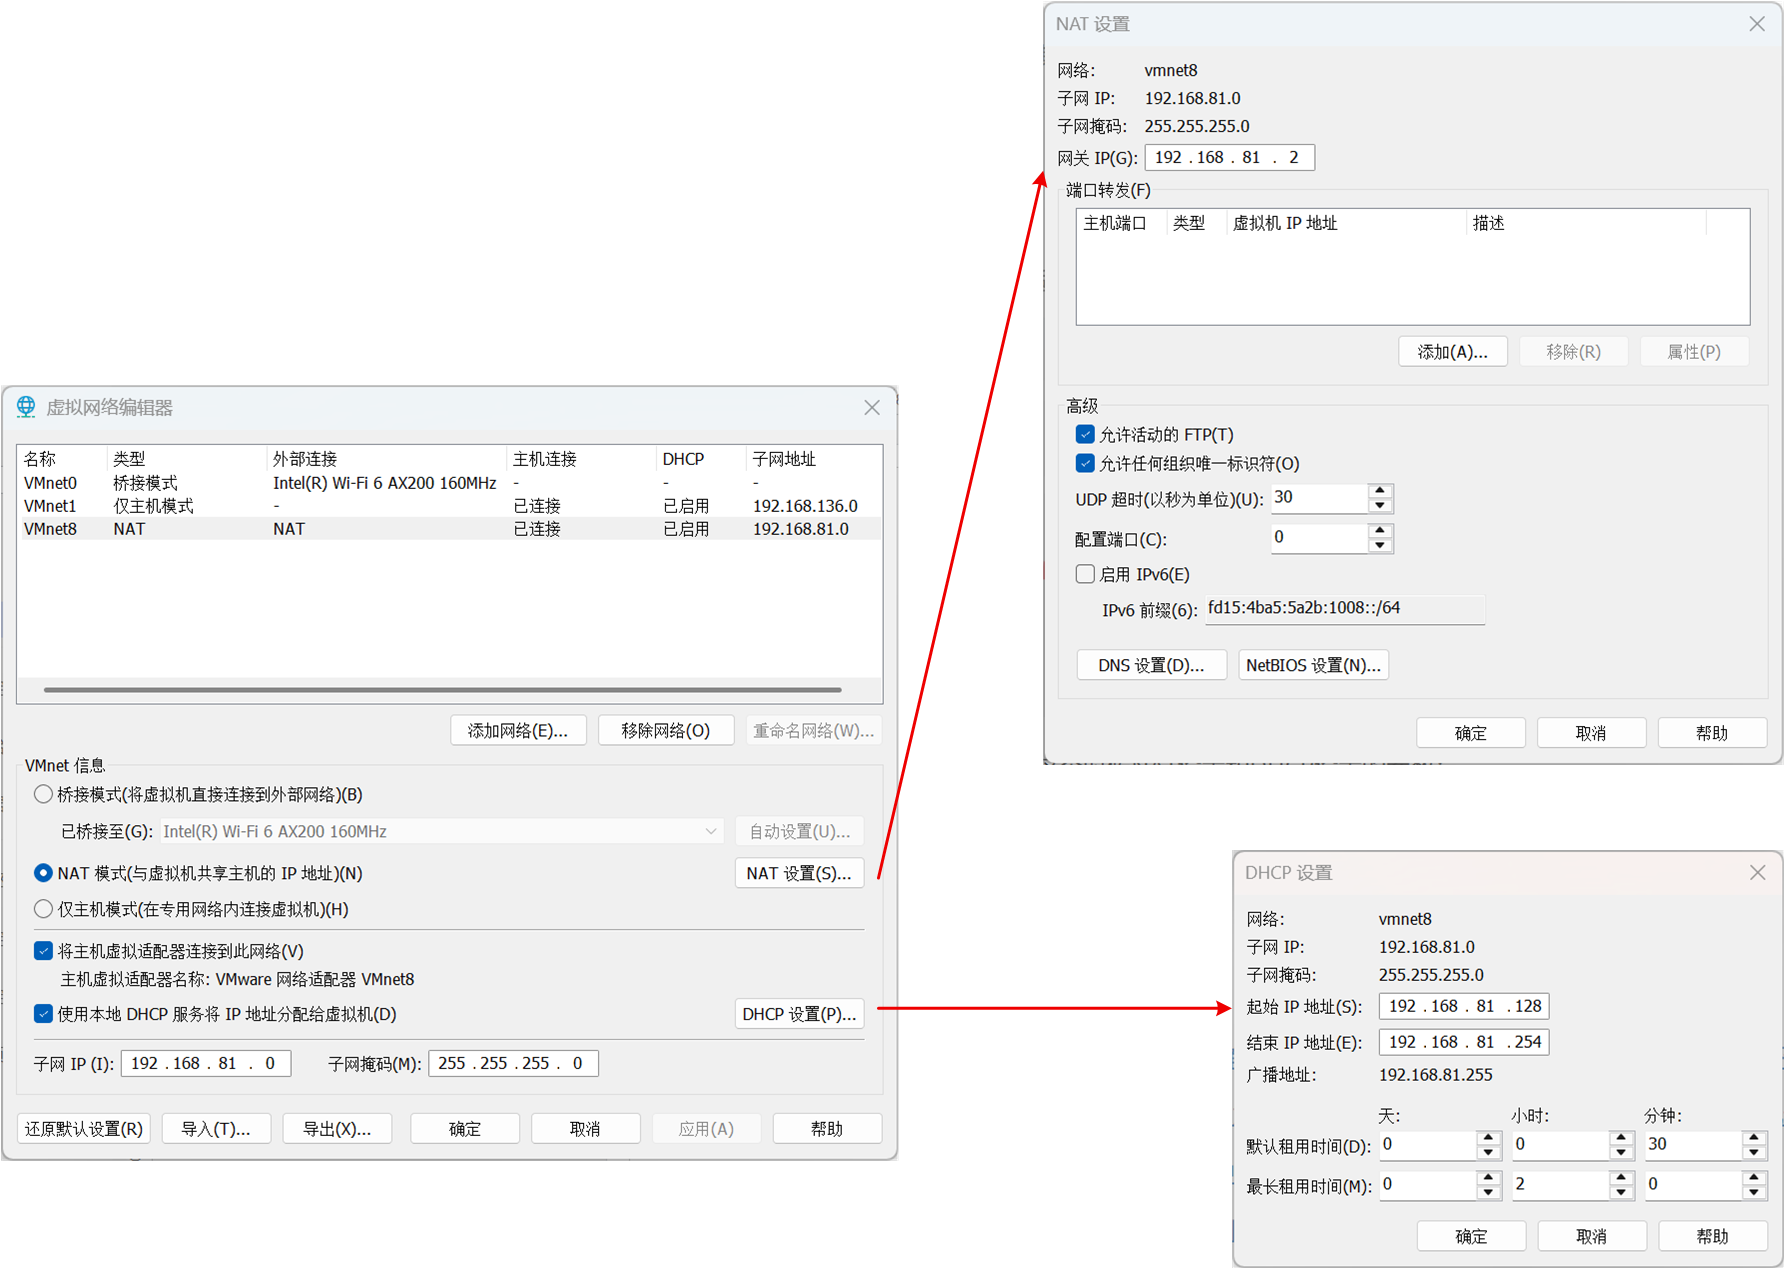 虚拟网络编辑器
名称 类型 外部连接 主机连接 DHCP 子网地址
VMnet0 桥接模式 Intel(R) Wi-Fi 6 AX200 160MHz - - -
VMnet1 仅主机模式 - 已连接 已启用 192.168.136.0
VMnet8 NAT NAT 已连接 已启用 192.168.81.0
添加网络(E)... 移除网络(O) 重命名网络(W)...
VMnet 信息
桥接模式(将虚拟机直接连接到外部网络)(B)
已桥接至(G): Intel(R) Wi-Fi 6 AX200 160MHz 自动设置(U)...
NAT 模式(与虚拟机共享主机的 IP 地址)(N) NAT 设置(S)...
仅主机模式(在专用网络内连接虚拟机)(H)
将主机虚拟适配器连接到此网络(V)
主机虚拟适配器名称: VMware 网络适配器 VMnet8
使用本地 DHCP 服务将 IP 地址分配给虚拟机(D) DHCP 设置(P)...
子网 IP (I): 192 . 168 . 81 . 0 子网掩码(M): 255 . 255 . 255 . 0
还原默认设置(R) 导入(T)... 导出(X)... 确定 取消 应用(A) 帮助
NAT 设置
网络: vmnet8
子网 IP: 192.168.81.0
子网掩码: 255.255.255.0
网关 IP(G): 192 . 168 . 81 . 2
端口转发(F)
主机端口 类型 虚拟机 IP 地址 描述
添加(A)... 移除(R) 属性(P)
高级
允许活动的 FTP(T)
允许任何组织唯一标识符(O)
UDP 超时(以秒为单位)(U): 30
配置端口(C): 0
启用 IPv6(E)
IPv6 前缀(6): fd15:4ba5:5a2b:1008::/64
DNS 设置(D)... NetBIOS 设置(N)...
确定 取消 帮助
DHCP 设置
网络: vmnet8
子网 IP: 192.168.81.0
子网掩码: 255.255.255.0
起始 IP 地址(S): 192 . 168 . 81 . 128
结束 IP 地址(E): 192 . 168 . 81 . 254
广播地址: 192.168.81.255
天: 小时: 分钟:
默认租用时间(D): 0 0 30
最长租用时间(M): 0 2 0
确定 取消 帮助